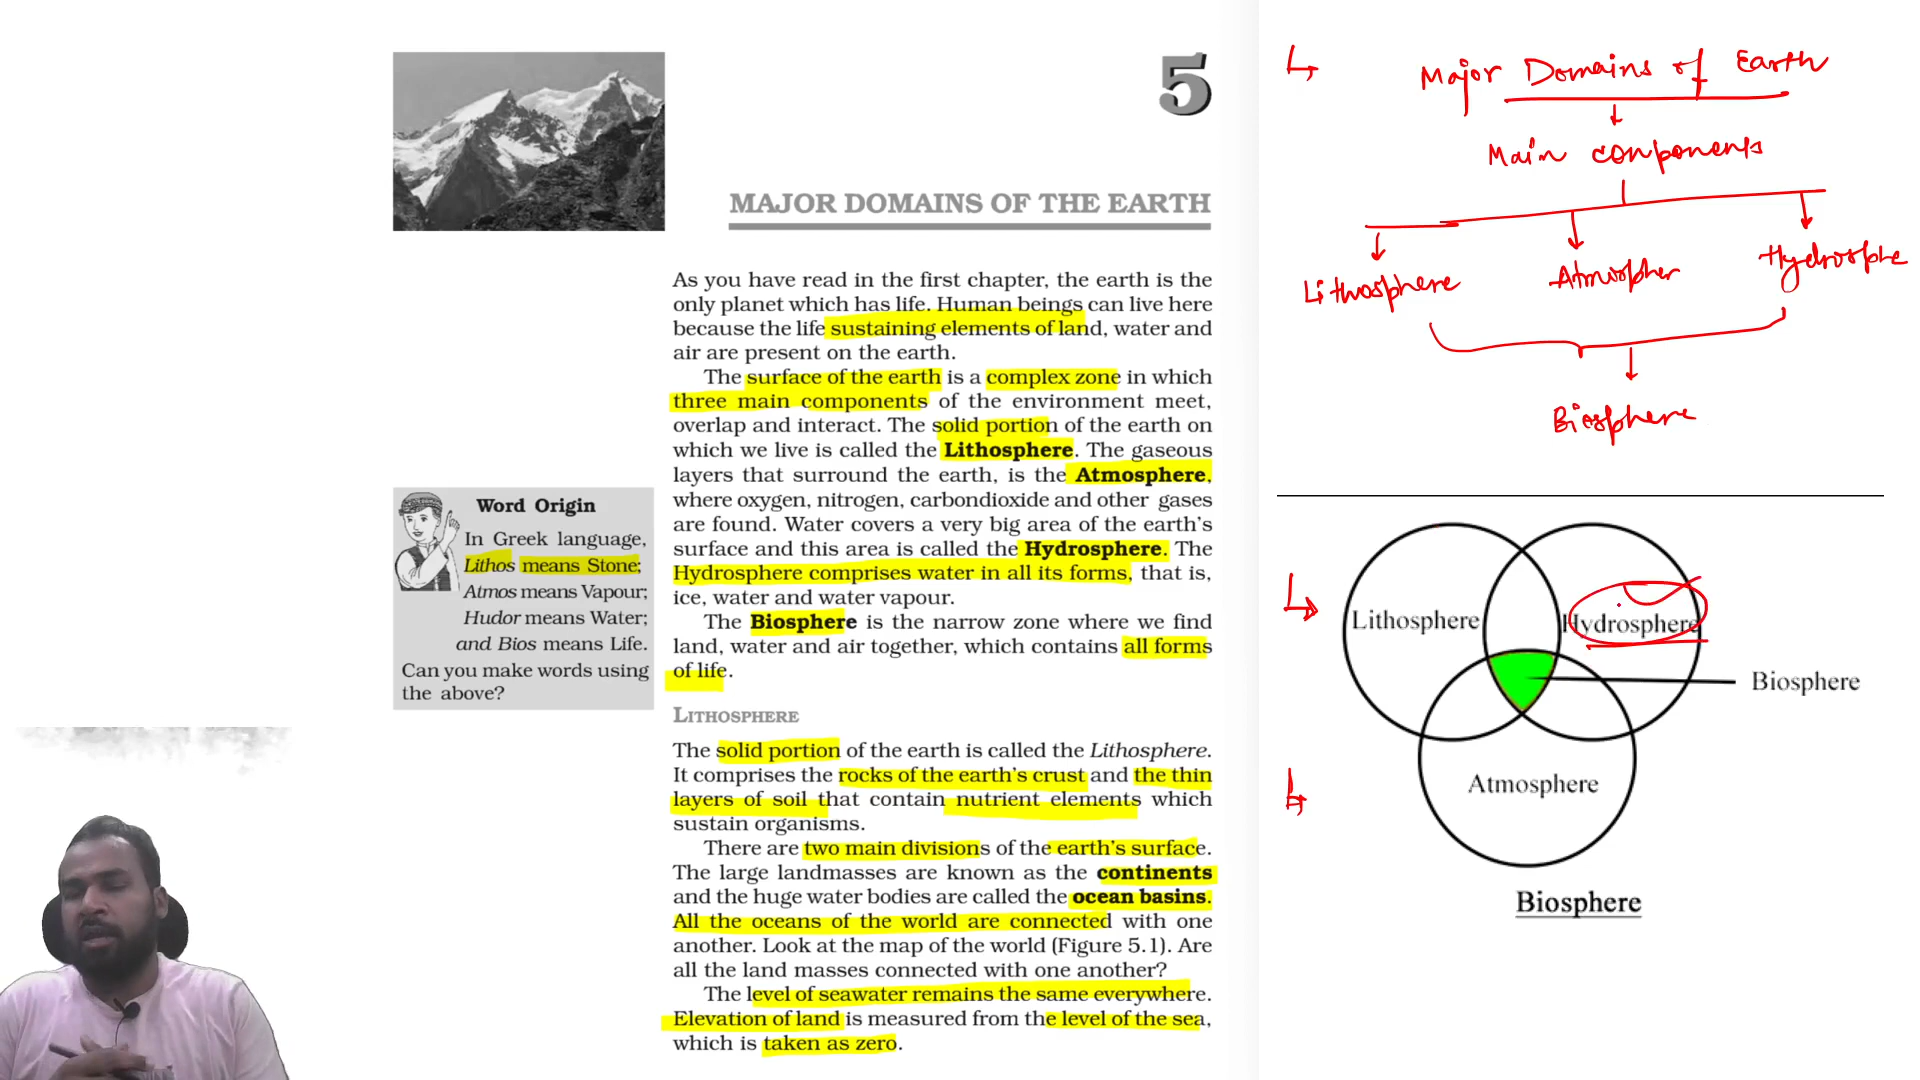 5
MAJOR DOMAINS OF THE EARTH
As you have read in the first chapter, the earth is the
only planet which has life. Human beings can live here
because the life sustaining elements of land, water and
air are present on the earth.
The surface of the earth is a complex zone in which
three main components of the environment meet,
overlap and interact. The solid portion of the earth on
which we live is called the Lithosphere. The gaseous
layers that surround the earth, is the Atmosphere,
where oxygen, nitrogen, carbondioxide and other gases
are found. Water covers a very big area of the earth's
surface and this area is called the Hydrosphere. The
Hydrosphere comprises water in all its forms, that is,
ice, water and water vapour.
The Biosphere is the narrow zone where we find
land, water and air together, which contains all forms
of life.
Word Origin
In Greek language,
Lithos means Stone;
Atmos means Vapour;
Hudor means Water;
and Bios means Life.
Can you make words using
the above?
LITHOSPHERE
The solid portion of the earth is called the Lithosphere.
It comprises the rocks of the earth's crust and the thin
layers of soil that contain nutrient elements which
sustain organisms.
There are two main divisions of the earth's surface.
The large landmasses are known as the continents
and the huge water bodies are called the ocean basins.
All the oceans of the world are connected with one
another. Look at the map of the world (Figure 5.1). Are
all the land masses connected with one another?
The level of seawater remains the same everywhere.
Elevation of land is measured from the level of the sea,
which is taken as zero.
Major Domains of Earth
Main components
Lithosphere Atmospher Hydrosphe
Biosphere
Lithosphere
Hydrosphere
Biosphere
Atmosphere
Biosphere